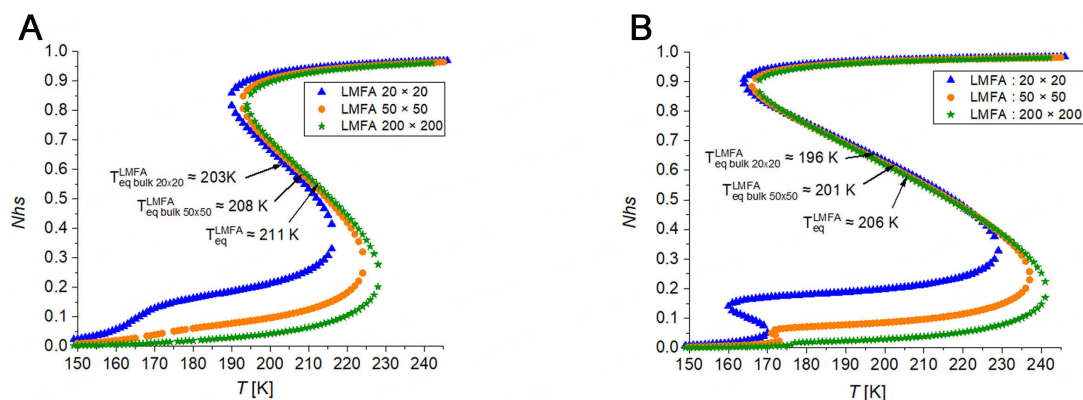 A
1.0
0.9
0.8
0.7
0.6
0.5
0.4
0.3
0.2
0.1
0.0
Nhs
LMFA 20 × 20
LMFA 50 × 50
LMFA 200 × 200
T^LMFA_eq bulk 20x20 ≈ 203K
T^LMFA_eq bulk 50x50 ≈ 208 K
T^LMFA_eq ≈ 211 K
150 160 170 180 190 200 210 220 230 240
T [K]
B
1.0
0.9
0.8
0.7
0.6
0.5
0.4
0.3
0.2
0.1
0.0
Nhs
LMFA : 20 × 20
LMFA : 50 × 50
LMFA : 200 × 200
T^LMFA_eq bulk 20x20 ≈ 196 K
T^LMFA_eq bulk 50x50 ≈ 201 K
T^LMFA_eq ≈ 206 K
150 160 170 180 190 200 210 220 230 240
T [K]